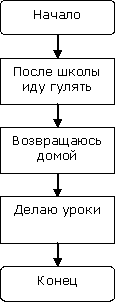 Начало
После школы
иду гулять
Возвращаюсь
домой
Делаю уроки
Конец